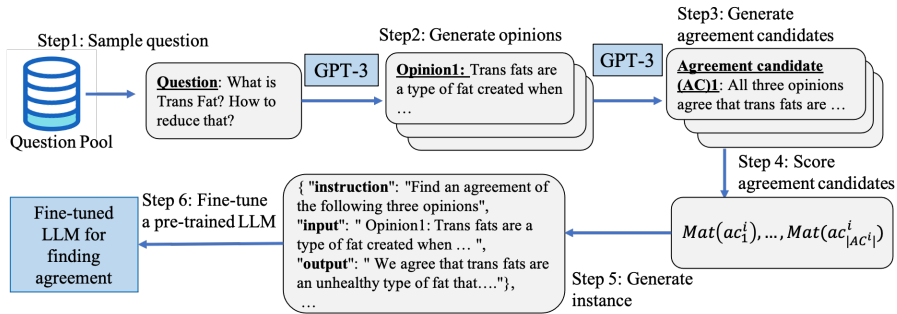 Step1: Sample question
Question Pool
Question: What is
Trans Fat? How to
reduce that?
GPT-3
Step2: Generate opinions
Opinion1: Trans fats are
a type of fat created when
…
GPT-3
Step3: Generate
agreement candidates
Agreement candidate
(AC)1: All three opinions
agree that trans fats are …
Step 4: Score
agreement candidates
Mat(ac₁ⁱ), …, Mat(acⁱ|ACⁱ|)
Step 5: Generate
instance
{ "instruction": "Find an agreement of
the following three opinions",
"input": " Opinion1: Trans fats are a
type of fat created when … ",
"output": " We agree that trans fats are
an unhealthy type of fat that…."},
…
Step 6: Fine-tune
a pre-trained LLM
Fine-tuned
LLM for
finding
agreement